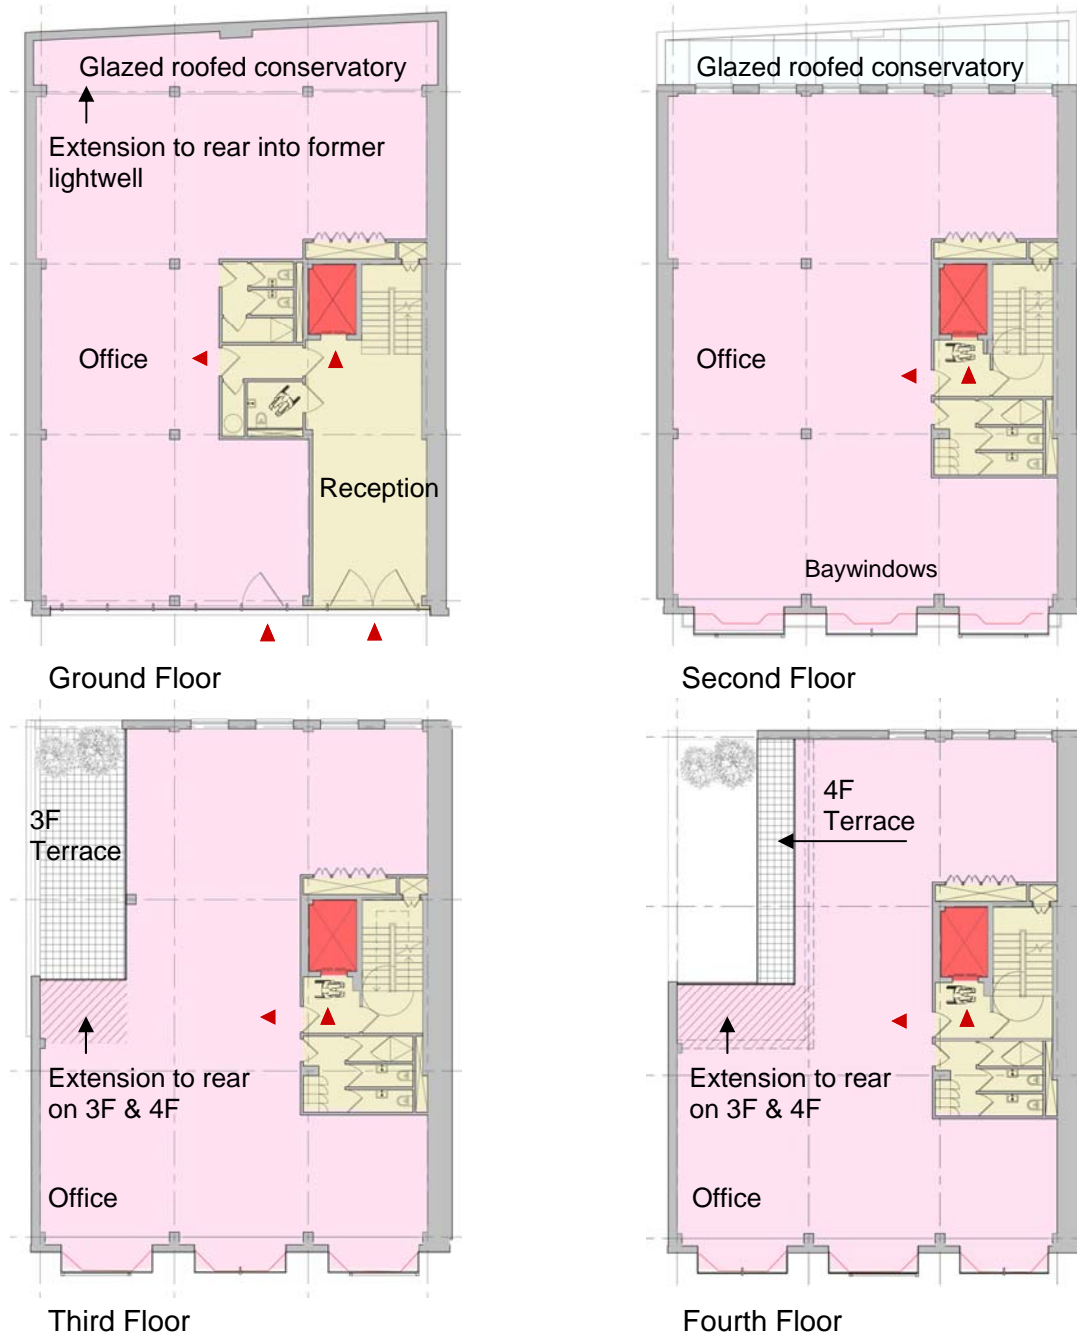 Glazed roofed conservatory
Extension to rear into former
lightwell
Office
Reception
Ground Floor
Glazed roofed conservatory
Office
Baywindows
Second Floor
3F
Terrace
Extension to rear
on 3F & 4F
Office
Third Floor
4F
Terrace
Extension to rear
on 3F & 4F
Office
Fourth Floor